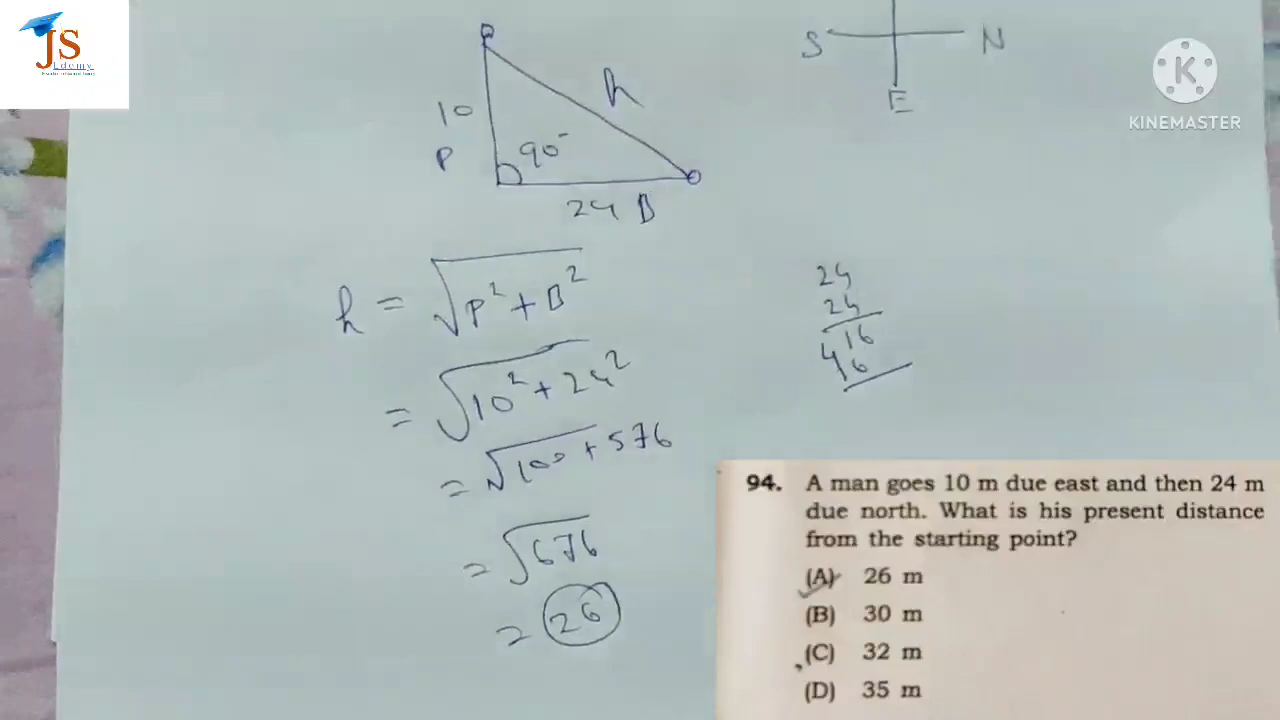 JS
Edemy
KINEMASTER
S N
E
P
10
P
90°
h
24 B
h = √P² + B²
= √10² + 24²
= √100 + 576
= √676
= 26
24
24
16
46
94. A man goes 10 m due east and then 24 m
due north. What is his present distance
from the starting point?
(A) 26 m
(B) 30 m
(C) 32 m
(D) 35 m